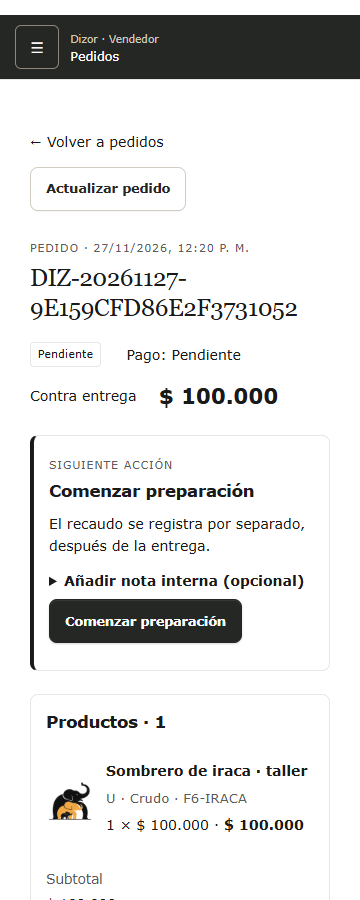 ☰
Dizor · Vendedor
Pedidos
← Volver a pedidos
Actualizar pedido
PEDIDO · 27/11/2026, 12:20 P. M.
DIZ-20261127-
9E159CFD86E2F3731052
Pendiente
Pago: Pendiente
Contra entrega
$ 100.000
SIGUIENTE ACCIÓN
Comenzar preparación
El recaudo se registra por separado,
después de la entrega.
▶ Añadir nota interna (opcional)
Comenzar preparación
Productos · 1
Sombrero de iraca · taller
U · Crudo · F6-IRACA
1 × $ 100.000 · $ 100.000
Subtotal